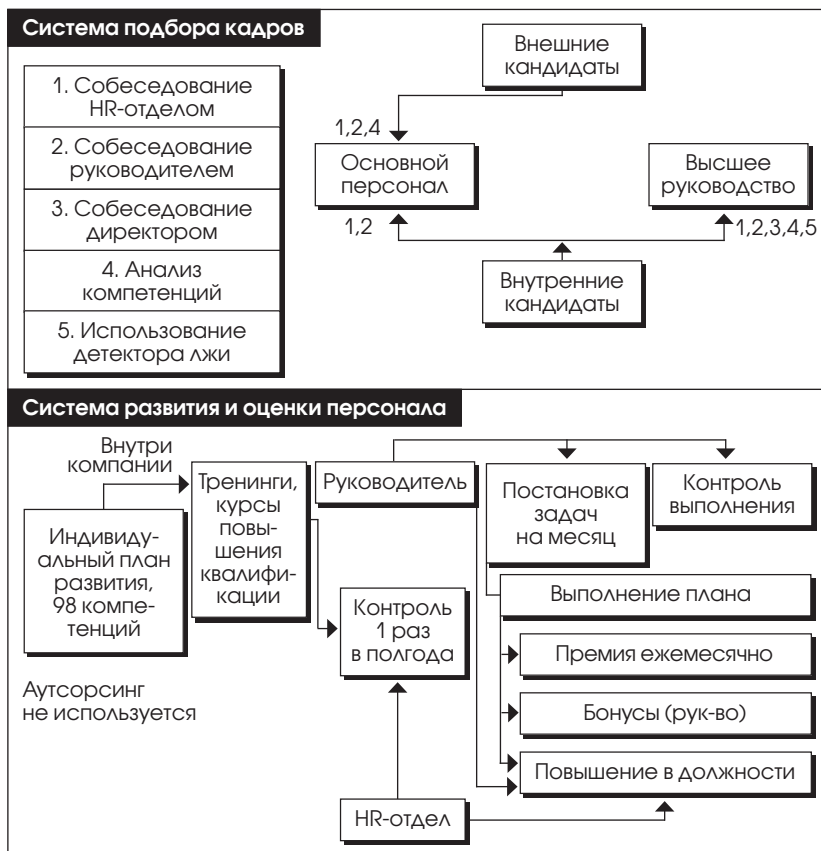 Система подбора кадров
1. Собеседование
HR-отделом
2. Собеседование
руководителем
3. Собеседование
директором
4. Анализ
компетенций
5. Использование
детектора лжи
Внешние
кандидаты
1,2,4
Основной
персонал
Высшее
руководство
1,2
1,2,3,4,5
Внутренние
кандидаты
Система развития и оценки персонала
Внутри
компании
Индивиду-
альный план
развития,
98 компе-
тенций
Аутсорсинг
не используется
Тренинги,
курсы
повы-
шения
квалифи-
кации
Контроль
1 раз
в полгода
HR-отдел
Руководитель
Постановка
задач
на месяц
Контроль
выполнения
Выполнение плана
Премия ежемесячно
Бонусы (рук-во)
Повышение в должности